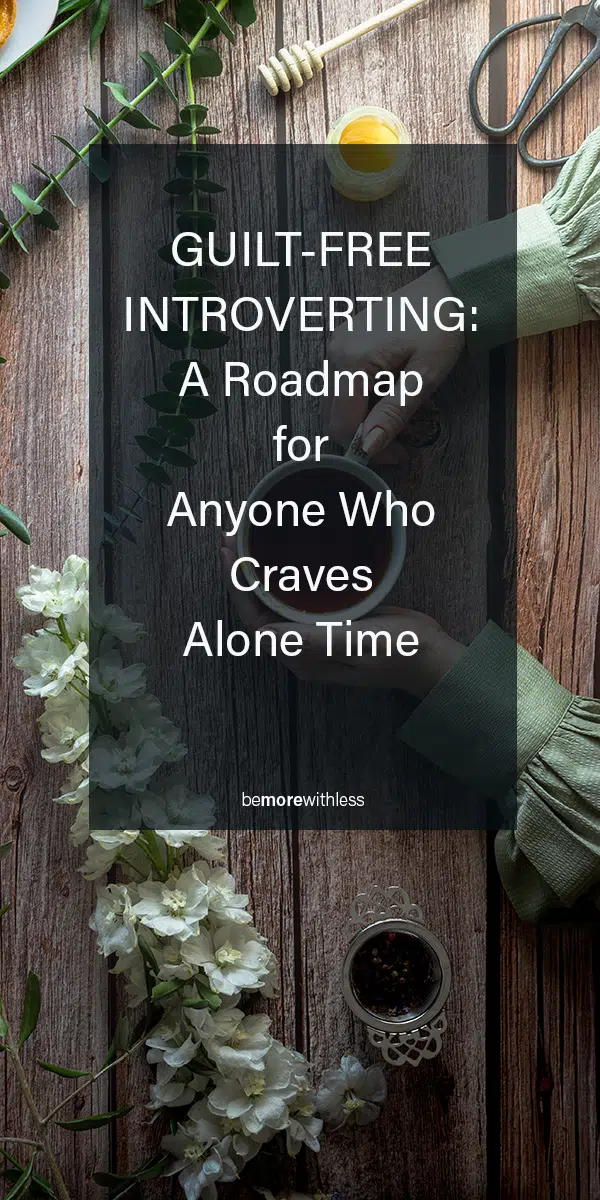 GUILT-FREE
INTROVERTING:
A Roadmap
for
Anyone Who
Craves
Alone Time
bemorewithless